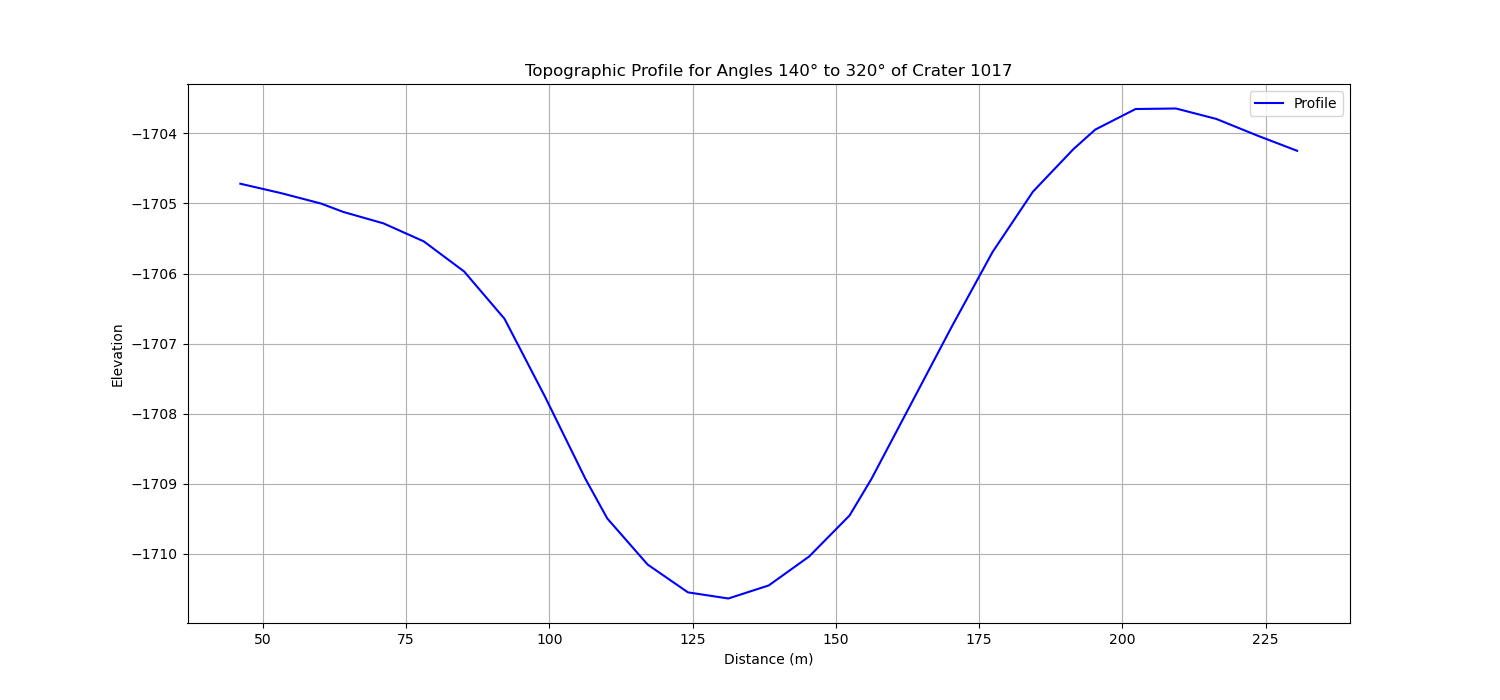 Topographic Profile for Angles 140° to 320° of Crater 1017
Profile
−1704
−1705
−1706
−1707
−1708
−1709
−1710
Elevation
50 75 100 125 150 175 200 225
Distance (m)